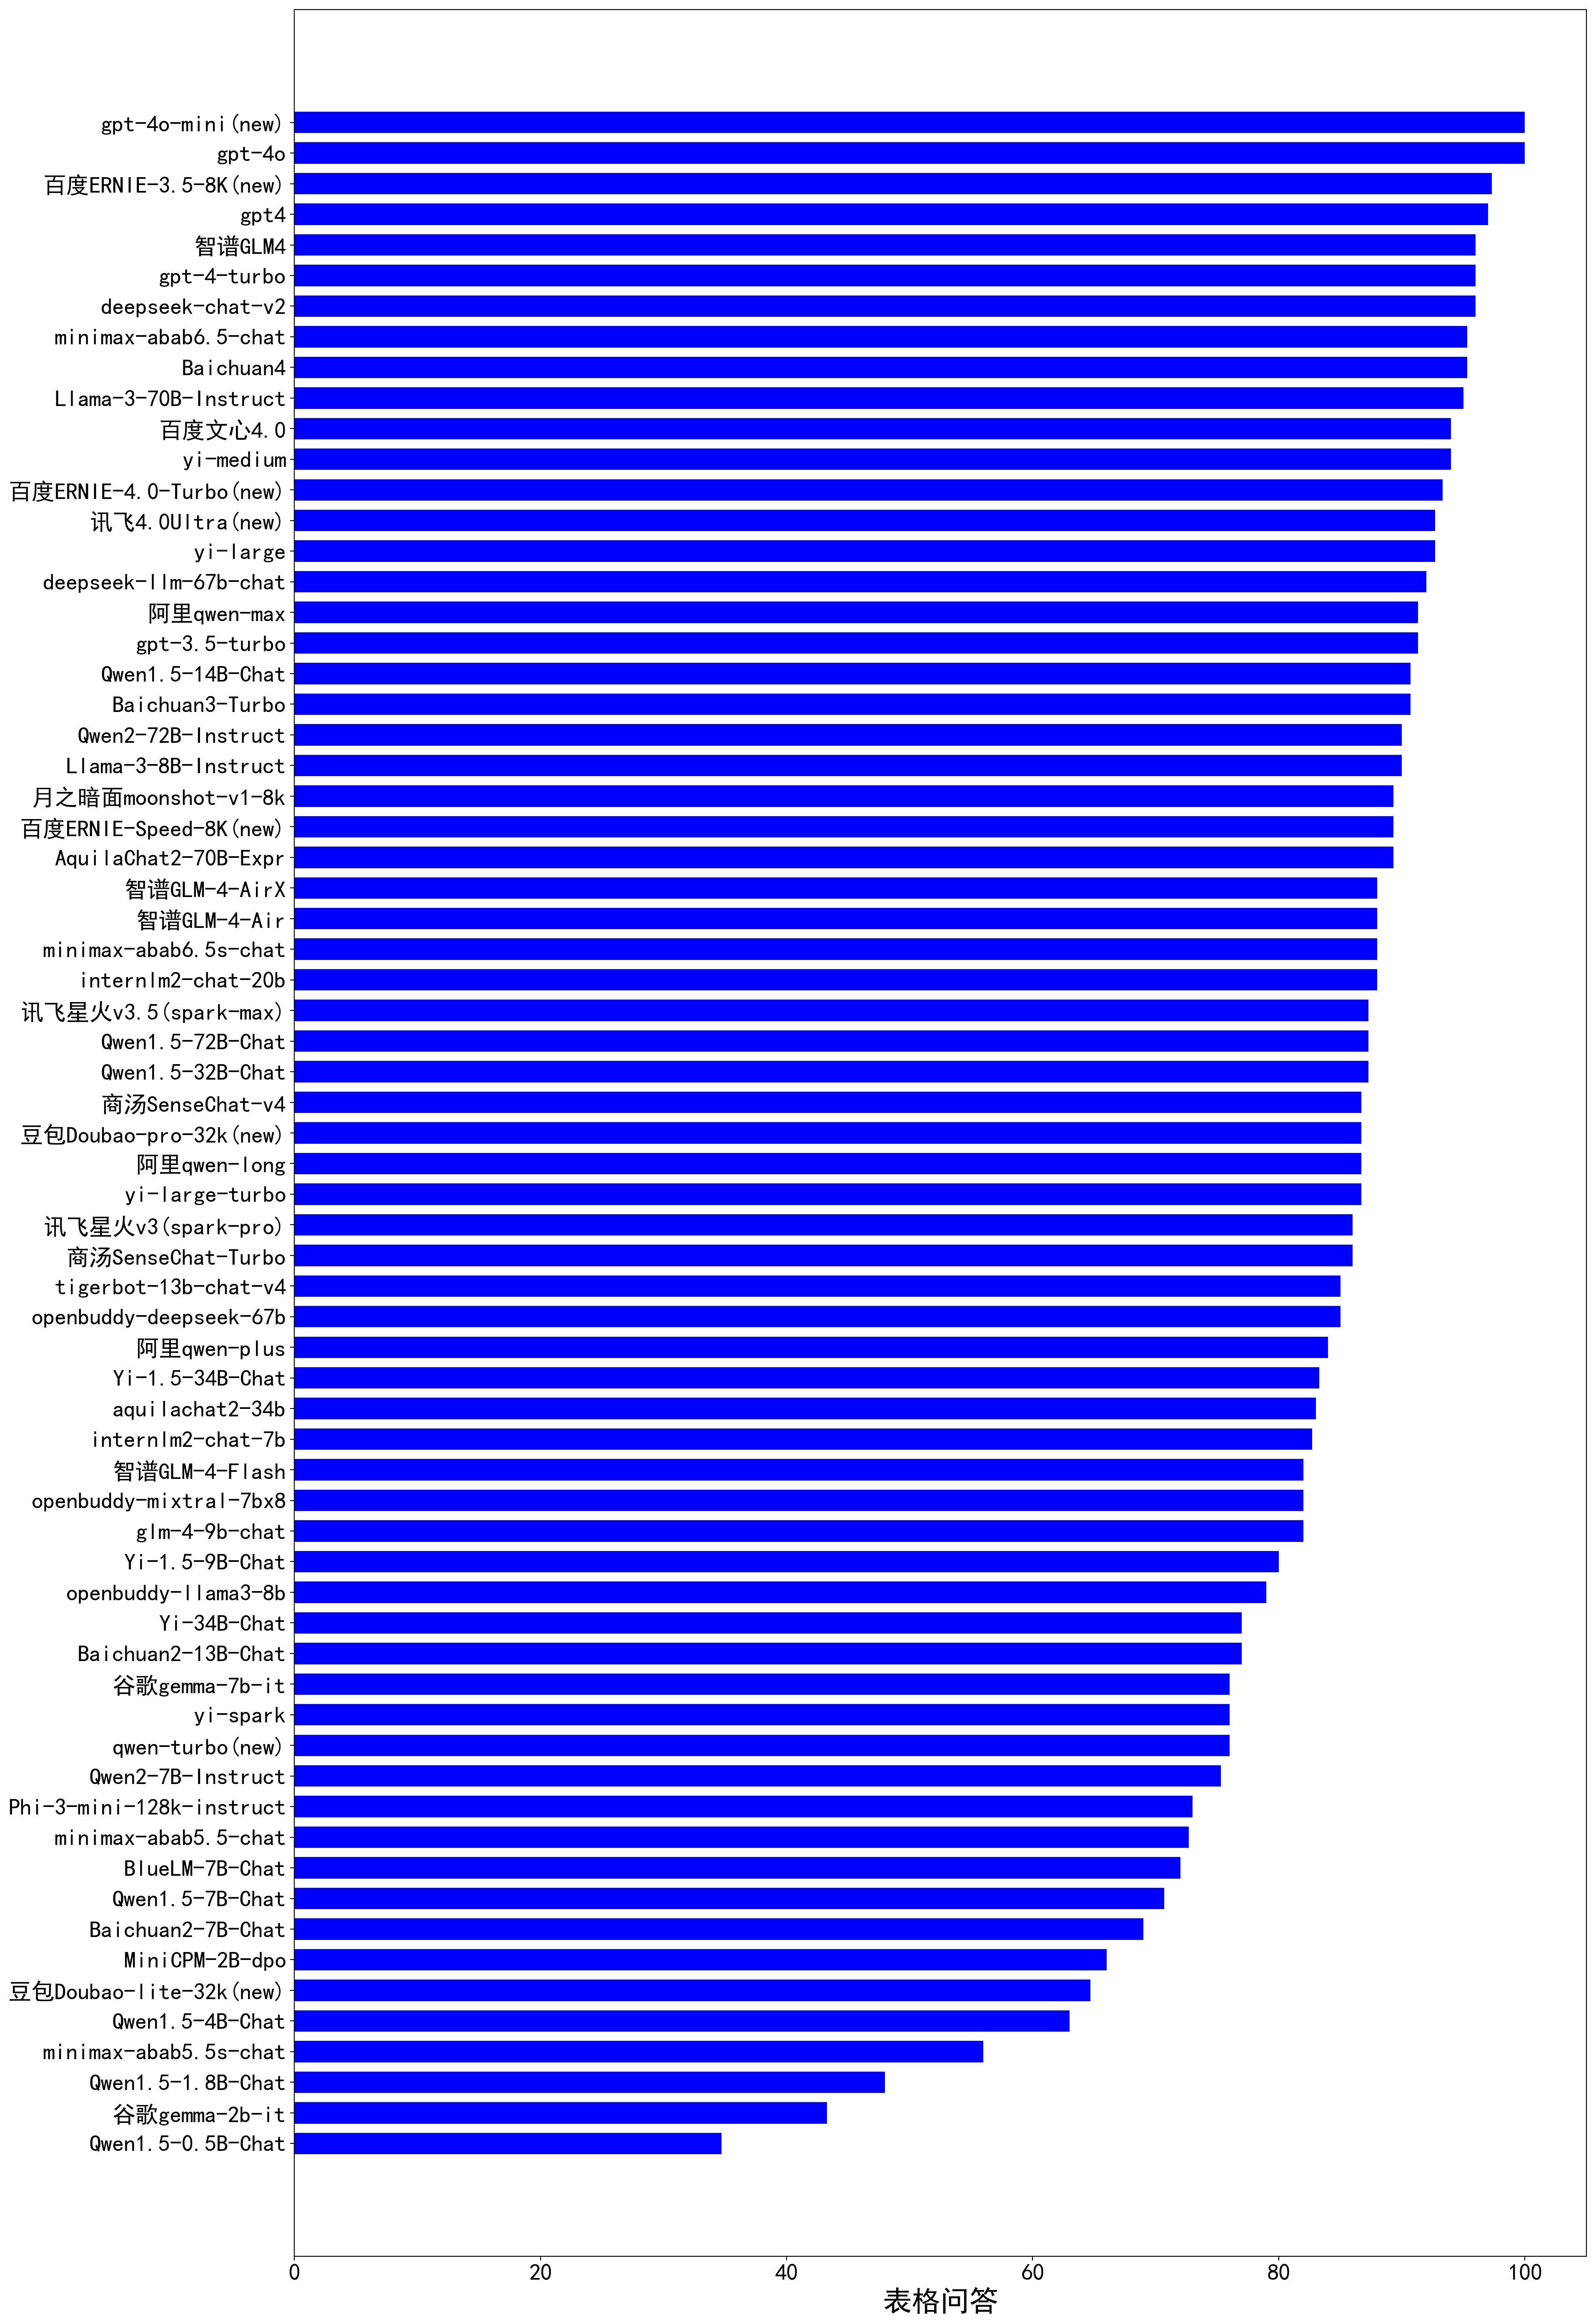 gpt-4o-mini(new)
gpt-4o
百度ERNIE-3.5-8K(new)
gpt4
智谱GLM4
gpt-4-turbo
deepseek-chat-v2
minimax-abab6.5-chat
Baichuan4
Llama-3-70B-Instruct
百度文心4.0
yi-medium
百度ERNIE-4.0-Turbo(new)
讯飞4.0Ultra(new)
yi-large
deepseek-llm-67b-chat
阿里qwen-max
gpt-3.5-turbo
Qwen1.5-14B-Chat
Baichuan3-Turbo
Qwen2-72B-Instruct
Llama-3-8B-Instruct
月之暗面moonshot-v1-8k
百度ERNIE-Speed-8K(new)
AquilaChat2-70B-Expr
智谱GLM-4-AirX
智谱GLM-4-Air
minimax-abab6.5s-chat
internlm2-chat-20b
讯飞星火v3.5(spark-max)
Qwen1.5-72B-Chat
Qwen1.5-32B-Chat
商汤SenseChat-v4
豆包Doubao-pro-32k(new)
阿里qwen-long
yi-large-turbo
讯飞星火v3(spark-pro)
商汤SenseChat-Turbo
tigerbot-13b-chat-v4
openbuddy-deepseek-67b
阿里qwen-plus
Yi-1.5-34B-Chat
aquilachat2-34b
internlm2-chat-7b
智谱GLM-4-Flash
openbuddy-mixtral-7bx8
glm-4-9b-chat
Yi-1.5-9B-Chat
openbuddy-llama3-8b
Yi-34B-Chat
Baichuan2-13B-Chat
谷歌gemma-7b-it
yi-spark
qwen-turbo(new)
Qwen2-7B-Instruct
Phi-3-mini-128k-instruct
minimax-abab5.5-chat
BlueLM-7B-Chat
Qwen1.5-7B-Chat
Baichuan2-7B-Chat
MiniCPM-2B-dpo
豆包Doubao-lite-32k(new)
Qwen1.5-4B-Chat
minimax-abab5.5s-chat
Qwen1.5-1.8B-Chat
谷歌gemma-2b-it
Qwen1.5-0.5B-Chat
0 20 40 60 80 100
表格问答